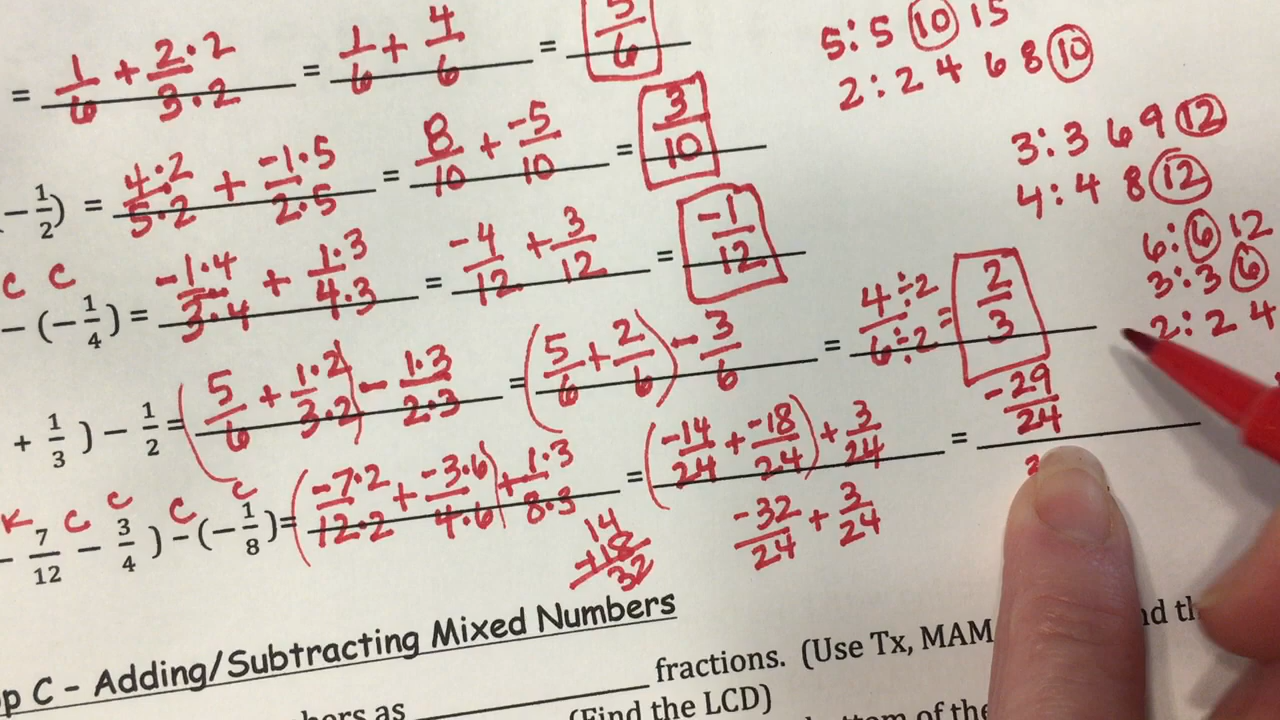 = 1/6 + 2·2/3·2 = 1/6 + 4/6 = 5/6
5: 5 10 15
2: 2 4 6 8 10
- 1/2) = 4·2/5·2 + -1·5/2·5 = 8/10 + -5/10 = 3/10
3: 3 6 9 12
4: 4 8 12
C C
- (- 1/4) = -1·4/3·4 + 1·3/4·3 = -4/12 + 3/12 = -1/12
6: 6 12
3: 3 6
2: 2 4
+ 1/3) - 1/2 = (5/6 + 1·2/3·2) - 1·3/2·3 = (5/6 + 2/6) - 3/6 = 4÷2/6÷2 = 2/3
K C C C C
- 7/12 - 3/4) - (- 1/8) = (-7·2/12·2 + -3·6/4·6) + 1·3/8·3 = (-14/24 + -18/24) + 3/24 = -29/24
14
+18
32
-32/24 + 3/24
C - Adding/Subtracting Mixed Numbers
as ________ fractions. (Use Tx, MAM
(Find the LCD)
of the